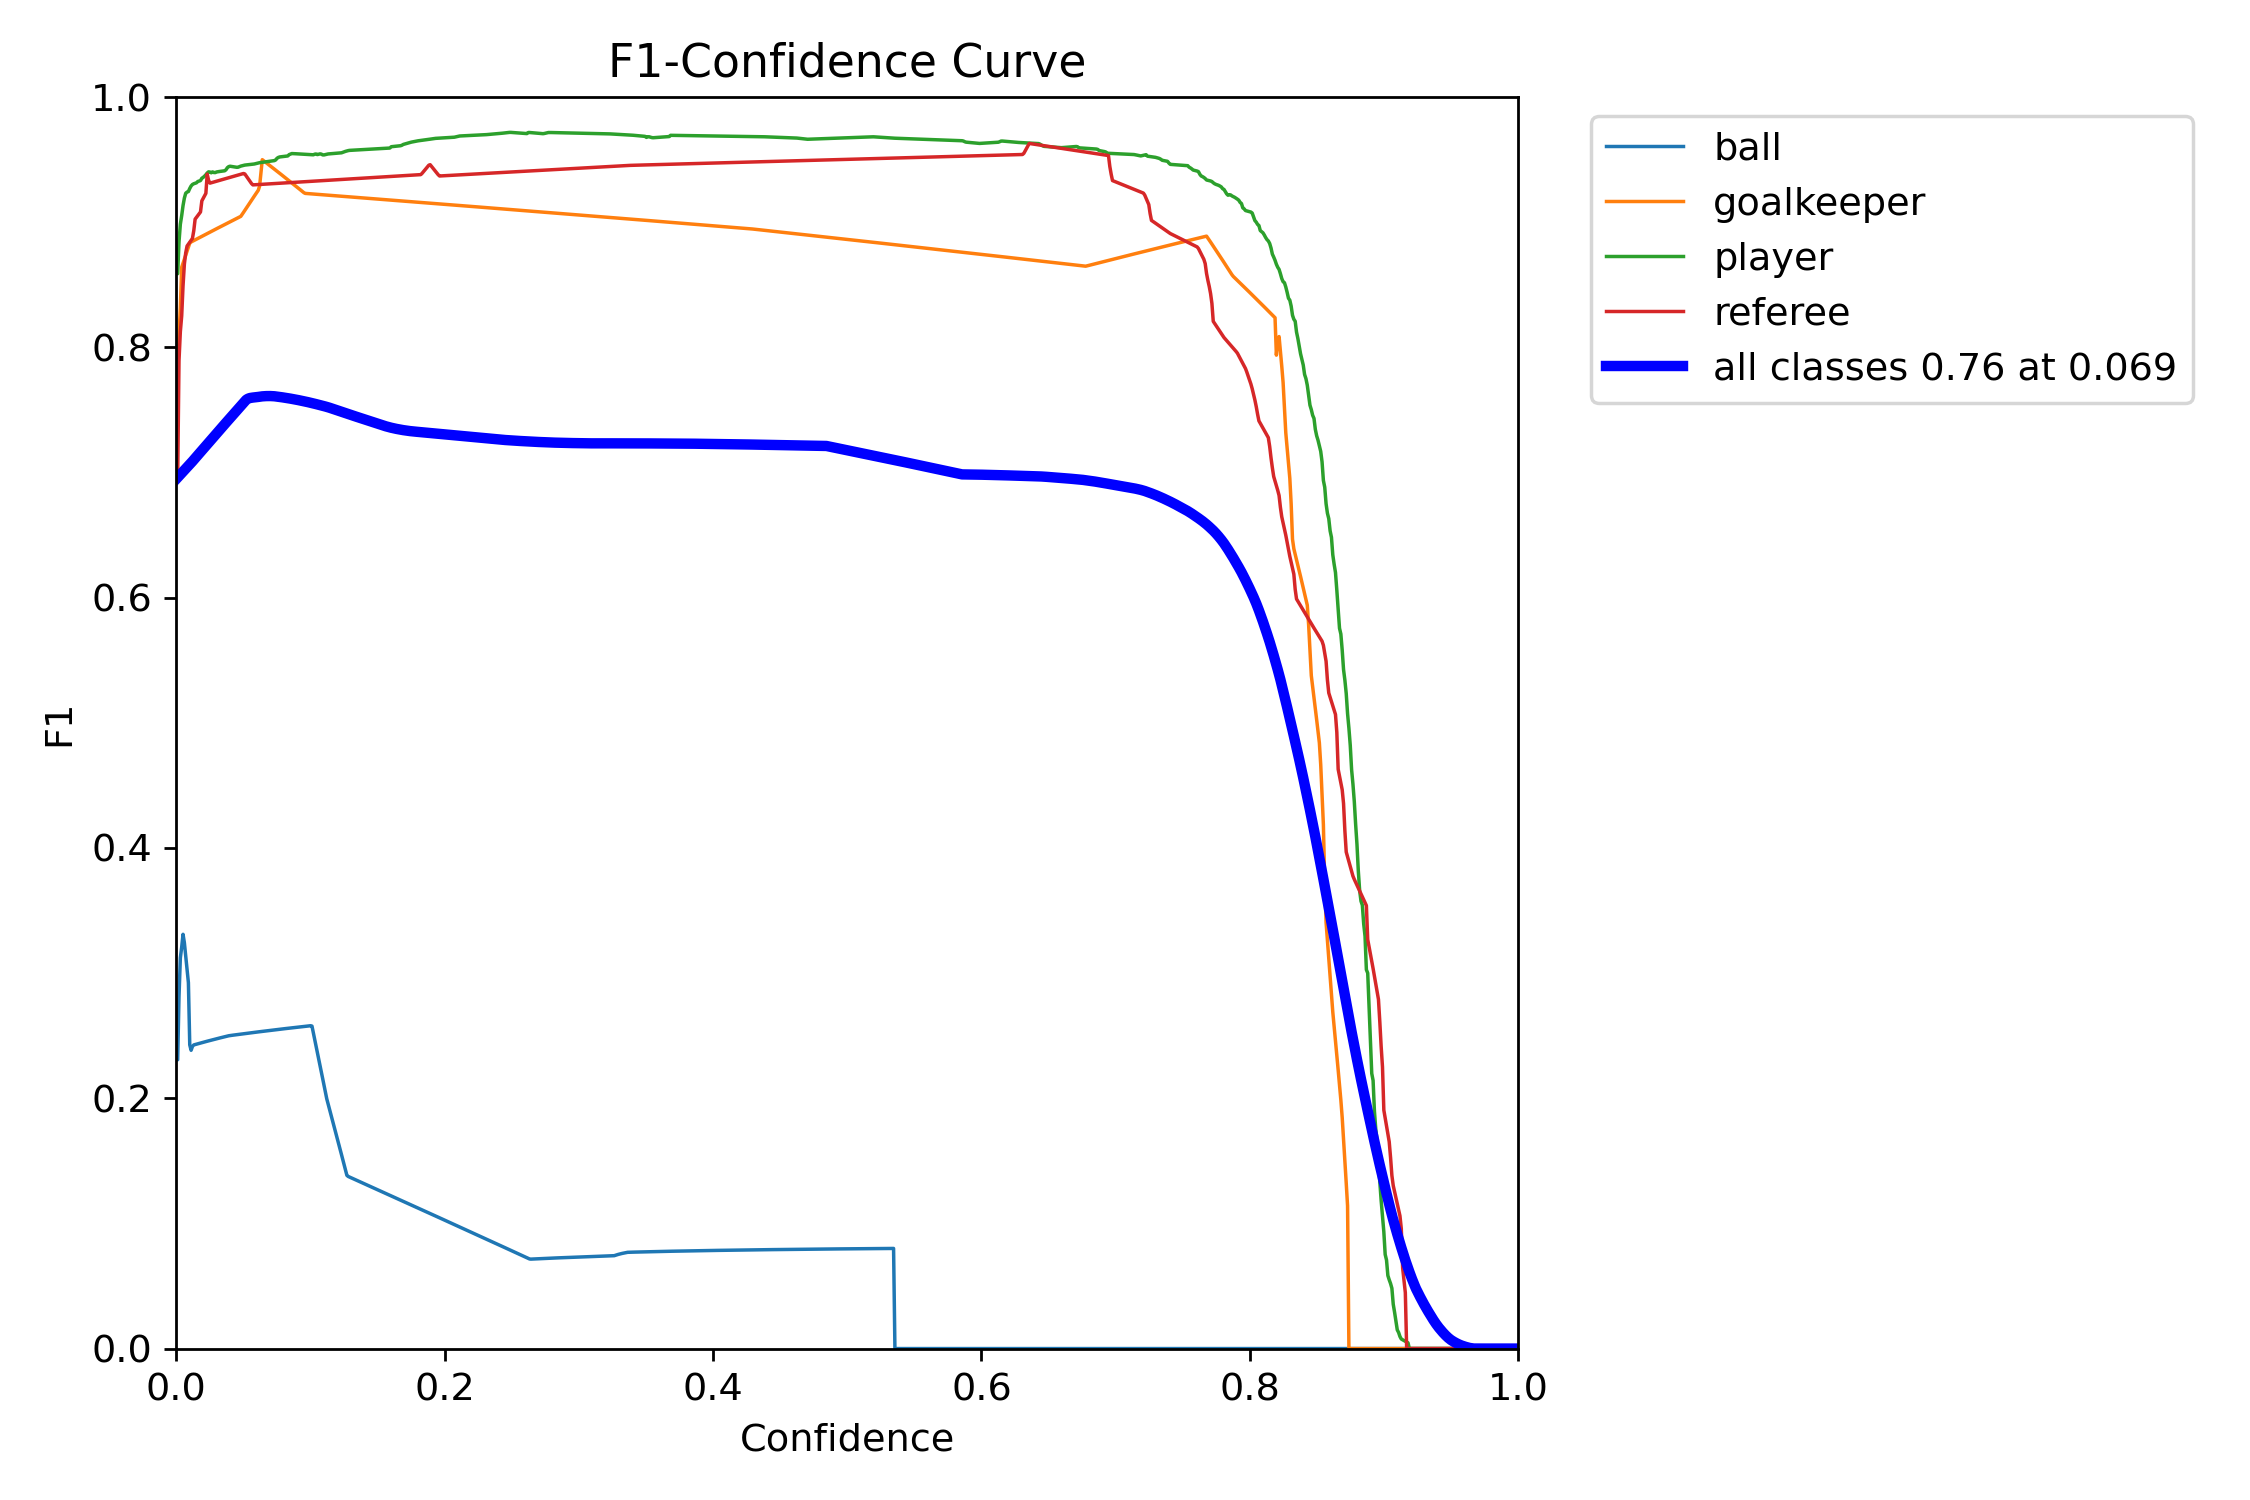 F1-Confidence Curve
1.0
0.8
0.6
0.4
0.2
0.0
F1
0.0 0.2 0.4 0.6 0.8 1.0
Confidence
ball
goalkeeper
player
referee
all classes 0.76 at 0.069